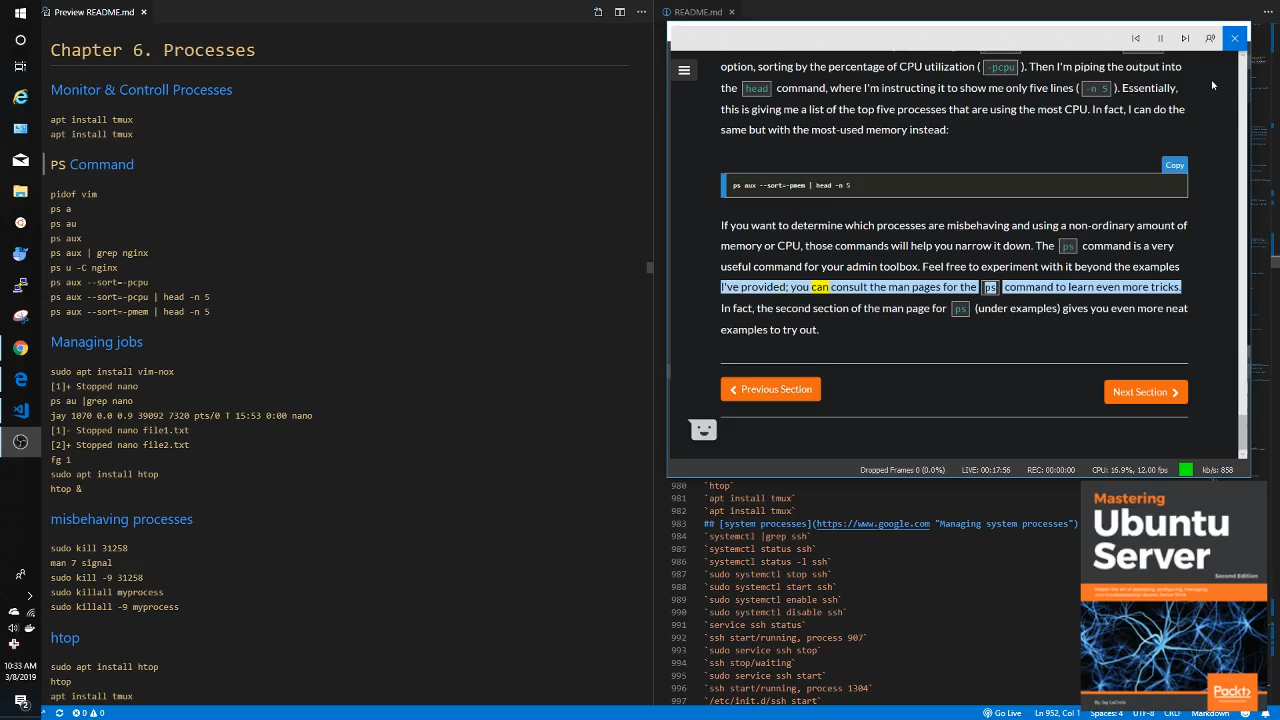 Preview README.md
Chapter 6. Processes
Monitor & Controll Processes
apt install tmux
apt install tmux
PS Command
pidof vim
ps a
ps au
ps aux
ps aux | grep nginx
ps u -C nginx
ps aux --sort=-pcpu
ps aux --sort=-pcpu | head -n 5
ps aux --sort=-pmem | head -n 5
Managing jobs
sudo apt install vim-nox
[1]+ Stopped nano
ps au |grep nano
jay 1070 0.0 0.9 39092 7320 pts/0 T 15:53 0:00 nano
[1]- Stopped nano file1.txt
[2]+ Stopped nano file2.txt
fg 1
sudo apt install htop
htop &
misbehaving processes
sudo kill 31258
man 7 signal
sudo kill -9 31258
sudo killall myprocess
sudo killall -9 myprocess
htop
sudo apt install htop
htop
apt install tmux
10:33 AM
3/8/2019
0 0
README.md
option, sorting by the percentage of CPU utilization ( -pcpu ). Then I'm piping the output into
the head command, where I'm instructing it to show me only five lines ( -n 5 ). Essentially,
this is giving me a list of the top five processes that are using the most CPU. In fact, I can do the
same but with the most-used memory instead:
Copy
ps aux --sort=-pmem | head -n 5
If you want to determine which processes are misbehaving and using a non-ordinary amount of
memory or CPU, those commands will help you narrow it down. The ps command is a very
useful command for your admin toolbox. Feel free to experiment with it beyond the examples
I've provided; you can consult the man pages for the ps command to learn even more tricks.
In fact, the second section of the man page for ps (under examples) gives you even more neat
examples to try out.
Previous Section
Next Section
Dropped Frames 0 (0.0%) LIVE: 00:17:56 REC: 00:00:00 CPU: 16.9%, 12.00 fps kb/s: 858
980 `htop`
981 `apt install tmux`
982 `apt install tmux`
983 ## [system processes](https://www.google.com "Managing system processes")
984 `systemctl |grep ssh`
985 `systemctl status ssh`
986 `systemctl status -l ssh`
987 `sudo systemctl stop ssh`
988 `sudo systemctl start ssh`
989 `sudo systemctl enable ssh`
990 `sudo systemctl disable ssh`
991 `service ssh status`
992 `ssh start/running, process 907`
993 `sudo service ssh stop`
994 `ssh stop/waiting`
995 `sudo service ssh start`
996 `ssh start/running, process 1304`
997 `/etc/init.d/ssh start`
Mastering
Ubuntu
Server
Second Edition
Packt>
By, Jay LaCroix
Go Live Ln 952, Col 1 Spaces: 4 UTF-8 CRLF Markdown